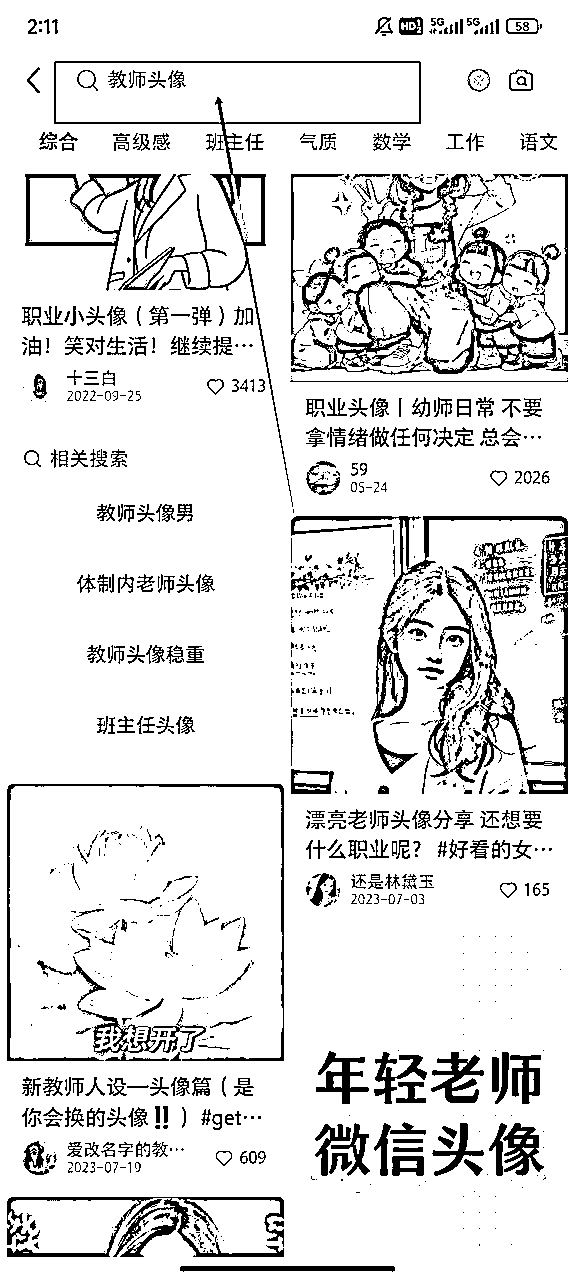 2:11
HD
5G
5G
58
教师头像
综合 高级感 班主任 气质 数学 工作 语文
职业小头像（第一弹）加
油！笑对生活！继续提…
十三白
2022-09-25
3413
职业头像丨幼师日常 不要
拿情绪做任何决定 总会…
59
05-24
2026
相关搜索
教师头像男
体制内老师头像
教师头像稳重
班主任头像
漂亮老师头像分享 还想要
什么职业呢？ #好看的女…
还是林黛玉
2023-07-03
165
我想开了
新教师人设—头像篇（是
你会换的头像‼️）#get…
爱改名字的教…
2023-07-19
609
年轻老师
微信头像